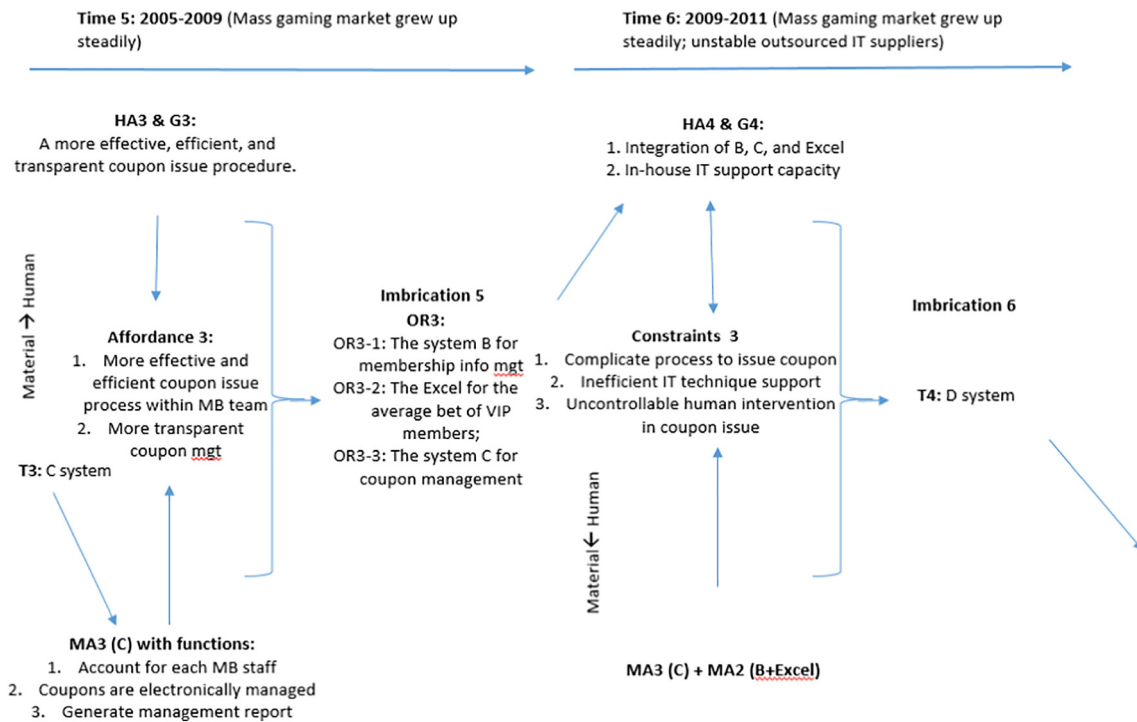 Time 5: 2005-2009 (Mass gaming market grew up
steadily)
HA3 & G3:
A more effective, efficient, and
transparent coupon issue procedure.
Material → Human
Affordance 3:
1. More effective and
efficient coupon issue
process within MB team
2. More transparent
coupon mgt
T3: C system
MA3 (C) with functions:
1. Account for each MB staff
2. Coupons are electronically managed
3. Generate management report
Imbrication 5
OR3:
OR3-1: The system B for
membership info mgt
OR3-2: The Excel for the
average bet of VIP
members;
OR3-3: The system C for
coupon management
Time 6: 2009-2011 (Mass gaming market grew up
steadily; unstable outsourced IT suppliers)
HA4 & G4:
1. Integration of B, C, and Excel
2. In-house IT support capacity
Constraints 3
1. Complicate process to issue coupon
2. Inefficient IT technique support
3. Uncontrollable human intervention
in coupon issue
Material ← Human
MA3 (C) + MA2 (B+Excel)
Imbrication 6
T4: D system